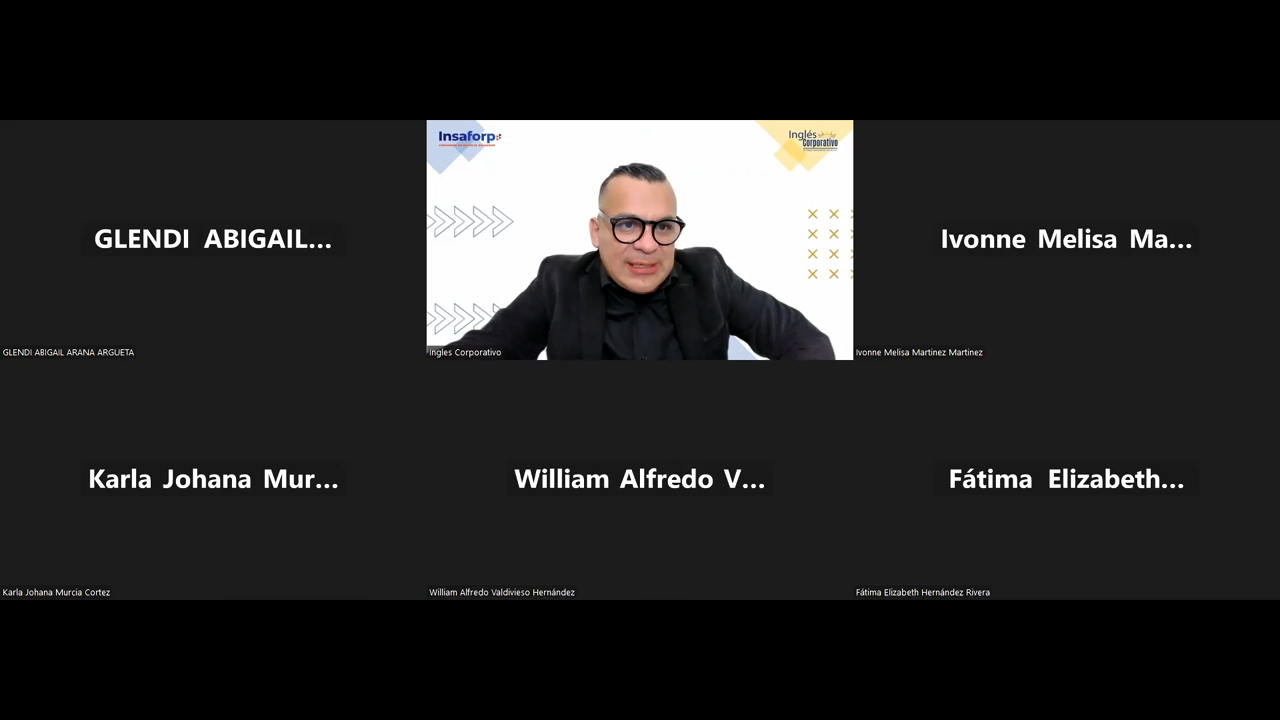 Insaforp
Inglés
Corporativo
GLENDI ABIGAIL...
Ivonne Melisa Ma...
GLENDI ABIGAIL ARANA ARGUETA
Ingles Corporativo
Ivonne Melisa Martinez Martinez
Karla Johana Mur...
William Alfredo V...
Fátima Elizabeth...
Karla Johana Murcia Cortez
William Alfredo Valdivieso Hernández
Fátima Elizabeth Hernández Rivera